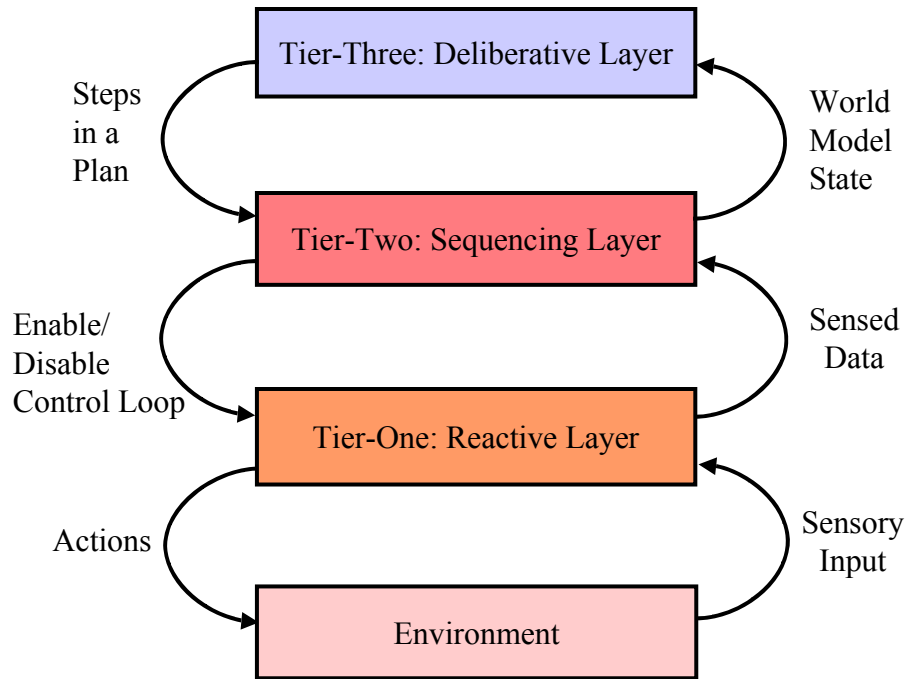 Tier-Three: Deliberative Layer
Steps
in a
Plan
World
Model
State
Tier-Two: Sequencing Layer
Enable/
Disable
Control Loop
Sensed
Data
Tier-One: Reactive Layer
Actions
Sensory
Input
Environment